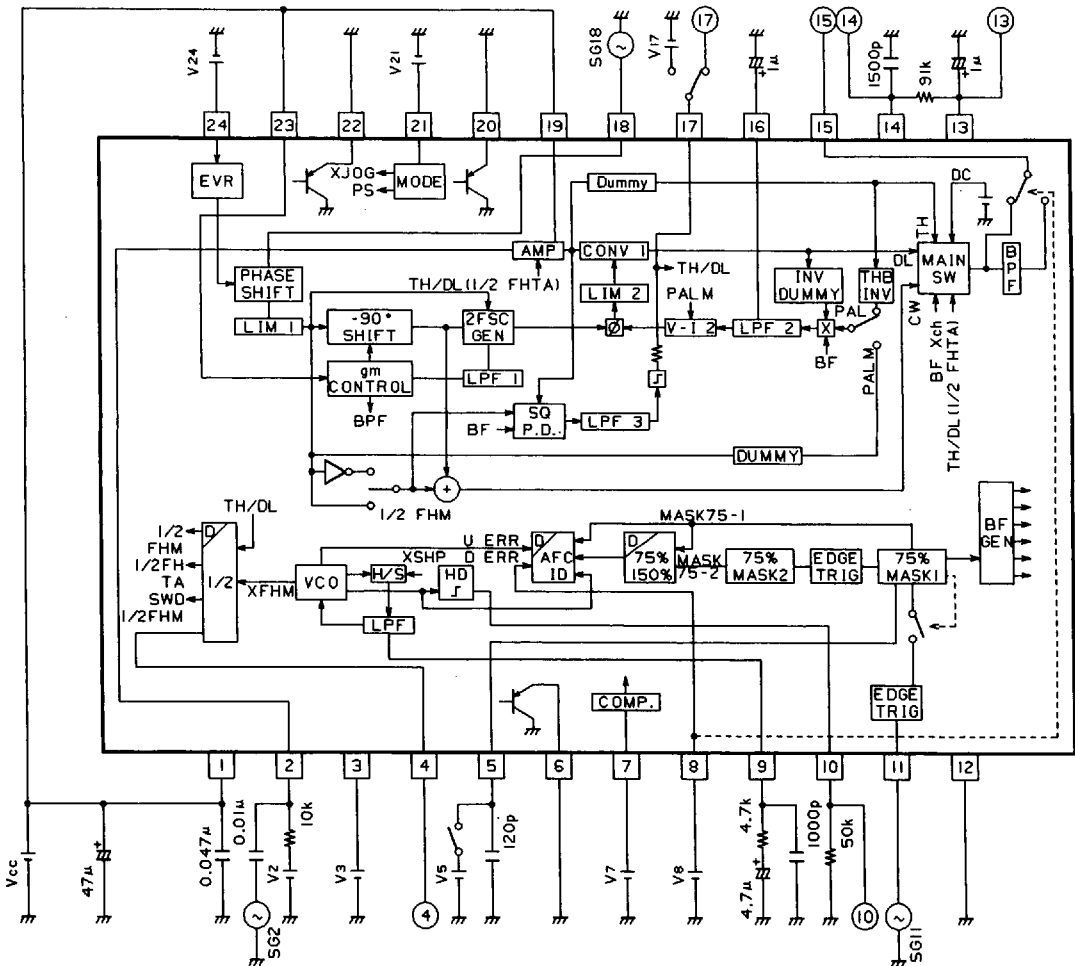 V24
V21
SG18
V17
17
1μ
15
14
1500p
91k
1μ
13
24
23
22
21
20
19
18
17
16
15
14
13
EVR
XJOG
PS
MODE
Dummy
DC
TH
DL
MAIN
SW
CW
BPF
PHASE
SHIFT
AMP
CONV 1
TH/DL
TH/DL(1/2 FHTA)
LIM 2
PALM
INV
DUMMY
THB
INV
LIM 1
-90°
SHIFT
2FSC
GEN
Ø
V-I 2
LPF 2
X
PAL
BF
PALM
BF Xch
TH/DL(1/2 FHTA)
gm
CONTROL
LPF 1
BPF
BF
SQ
P.D.
LPF 3
DUMMY
+
1/2 FHM
TH/DL
MASK75-1
1/2
FHM
1/2FH
TA
SWD
1/2FHM
D
1/2
XFHM
VCO
H/S
XSHP
HD
LPF
U ERR
D ERR
D
AFC
ID
D
75%
150%
MASK
75-2
75%
MASK2
EDGE
TRIG
75%
MASK1
BF
GEN
COMP.
EDGE
TRIG
1
2
3
4
5
6
7
8
9
10
11
12
Vcc
47μ
+
0.047μ
0.01μ
SG2
10k
V2
V3
4
V5
120p
V7
V8
4.7k
4.7μ
+
1000p
50k
10
SG11